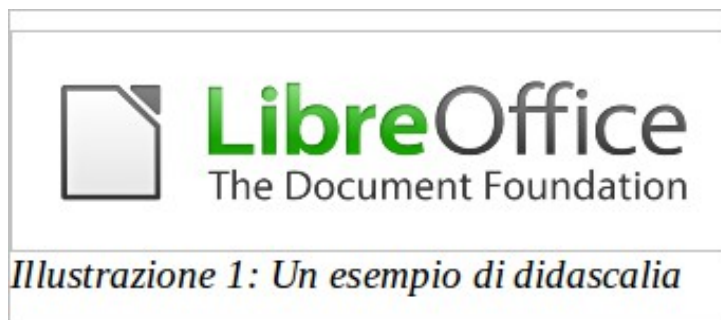 LibreOffice
The Document Foundation
Illustrazione 1: Un esempio di didascalia